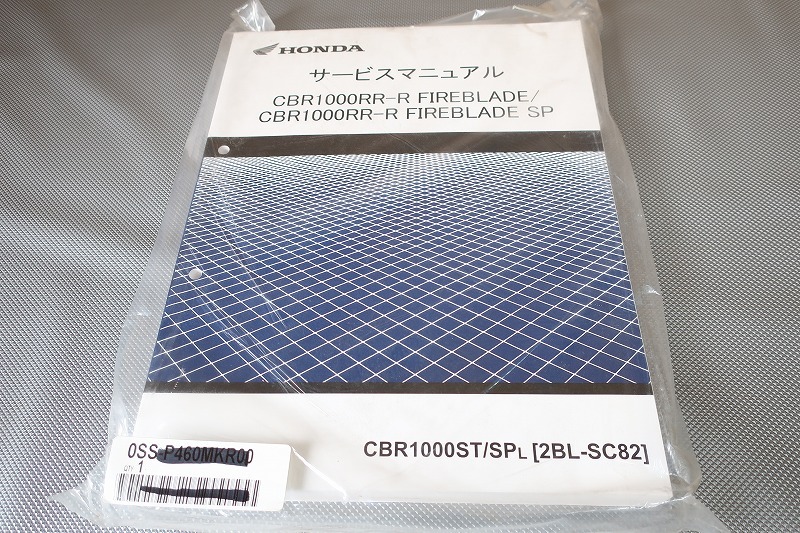 HONDA
サービスマニュアル
CBR1000RR-R FIREBLADE/
CBR1000RR-R FIREBLADE SP
CBR1000ST/SPL [2BL-SC82]
0SS-P460MKR00
QTY 1